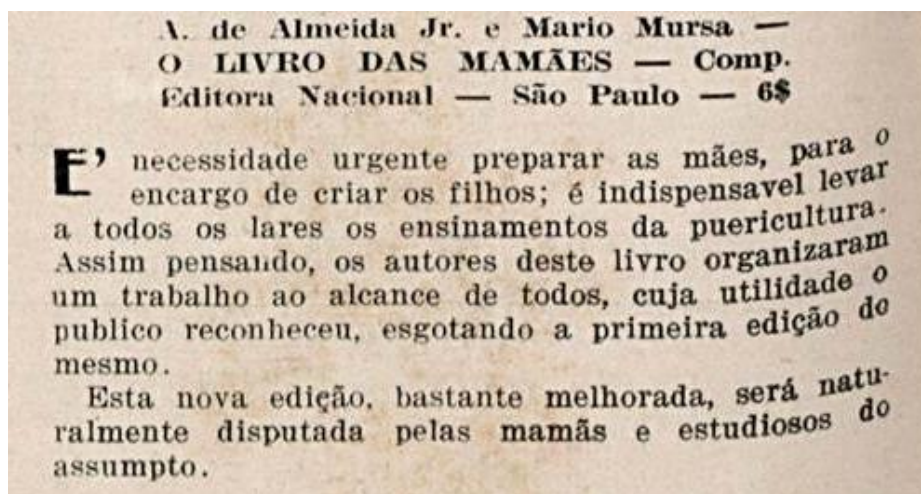 A. de Almeida Jr. e Mario Mursa —
O LIVRO DAS MAMÃES — Comp.
Editora Nacional — São Paulo — 6$
E' necessidade urgente preparar as mães, para o
encargo de criar os filhos; é indispensavel levar
a todos os lares os ensinamentos da puericultura.
Assim pensando, os autores deste livro organizaram
um trabalho ao alcance de todos, cuja utilidade o
publico reconheceu, esgotando a primeira edição do
mesmo.
Esta nova edição, bastante melhorada, será natu-
ralmente disputada pelas mamãs e estudiosos do
assumpto.